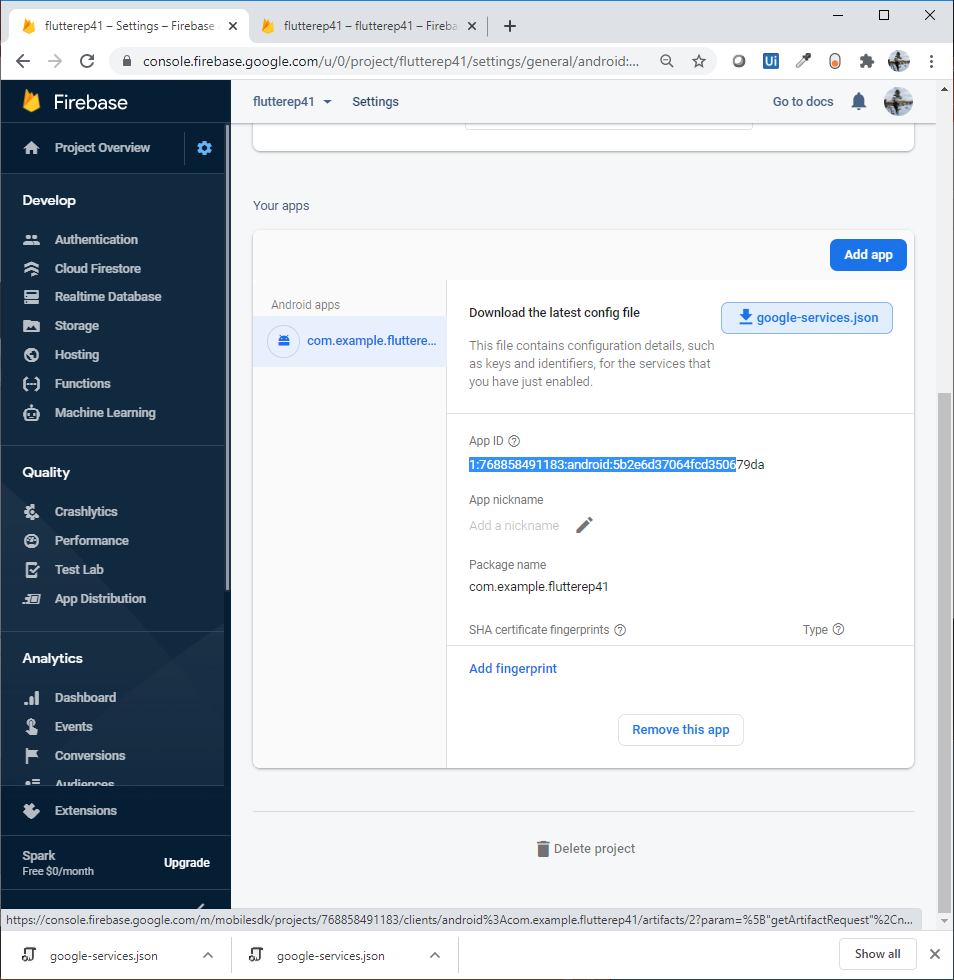 flutterep41 – Settings – Firebase
flutterep41 – flutterep41 – Fireba
console.firebase.google.com/u/0/project/flutterep41/settings/general/android:...
Ui
Firebase
flutterep41
Settings
Go to docs
Project Overview
Develop
Authentication
Cloud Firestore
Realtime Database
Storage
Hosting
Functions
Machine Learning
Quality
Crashlytics
Performance
Test Lab
App Distribution
Analytics
Dashboard
Events
Conversions
Audiences
Extensions
Spark
Free $0/month
Upgrade
Your apps
Add app
Android apps
com.example.fluttere...
Download the latest config file
google-services.json
This file contains configuration details, such
as keys and identifiers, for the services that
you have just enabled.
App ID
1:768858491183:android:5b2e6d37064fcd350679da
App nickname
Add a nickname
Package name
com.example.flutterep41
SHA certificate fingerprints
Type
Add fingerprint
Remove this app
Delete project
https://console.firebase.google.com/m/mobilesdk/projects/768858491183/clients/android%3Acom.example.flutterep41/artifacts/2?param=%5B"getArtifactRequest"%2Cn...
google-services.json
google-services.json
Show all